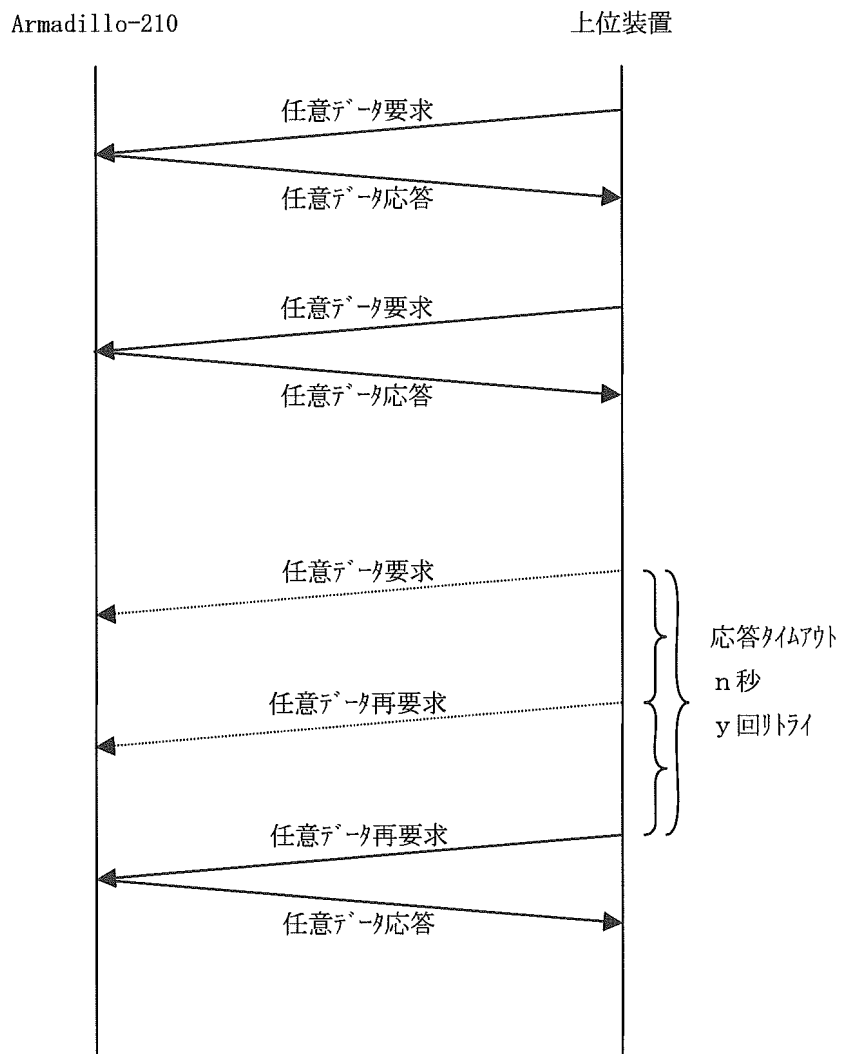 Armadillo-210
上位装置
任意ﾃﾞｰﾀ要求
任意ﾃﾞｰﾀ応答
任意ﾃﾞｰﾀ要求
任意ﾃﾞｰﾀ応答
任意ﾃﾞｰﾀ要求
応答ﾀｲﾑｱｳﾄ
ｎ秒
任意ﾃﾞｰﾀ再要求
ｙ回ﾘﾄﾗｲ
任意ﾃﾞｰﾀ再要求
任意ﾃﾞｰﾀ応答